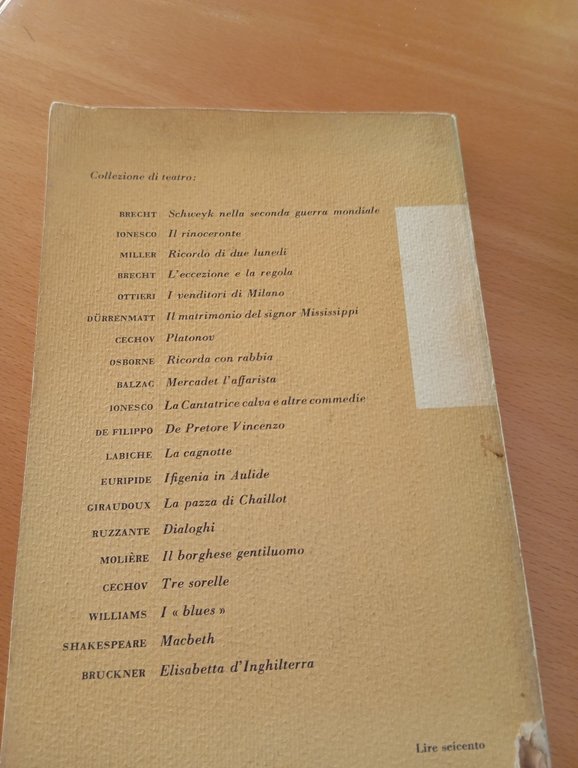 Collezione di teatro:
BRECHT Schweyk nella seconda guerra mondiale
IONESCO Il rinoceronte
MILLER Ricordo di due lunedì
BRECHT L'eccezione e la regola
OTTIERI I venditori di Milano
DÜRRENMATT Il matrimonio del signor Mississippi
CECHOV Platonov
OSBORNE Ricorda con rabbia
BALZAC Mercadet l'affarista
IONESCO La Cantatrice calva e altre commedie
DE FILIPPO De Pretore Vincenzo
LABICHE La cagnotte
EURIPIDE Ifigenia in Aulide
GIRAUDOUX La pazza di Chaillot
RUZZANTE Dialoghi
MOLIÈRE Il borghese gentiluomo
CECHOV Tre sorelle
WILLIAMS I « blues »
SHAKESPEARE Macbeth
BRUCKNER Elisabetta d'Inghilterra
Lire seicento